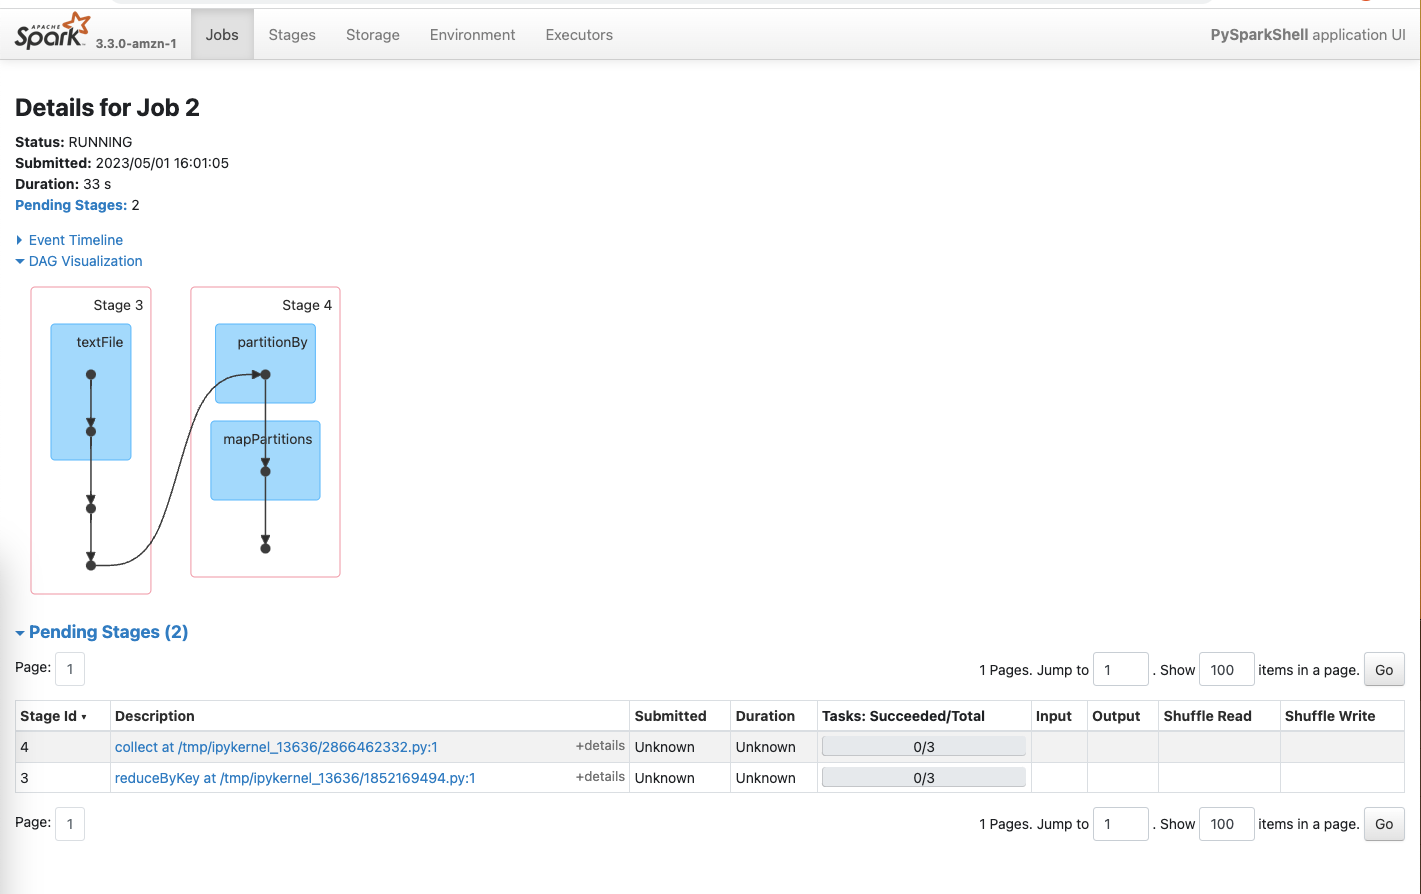 APACHE
Spark 3.3.0-amzn-1 Jobs Stages Storage Environment Executors PySparkShell application UI
Details for Job 2
Status: RUNNING
Submitted: 2023/05/01 16:01:05
Duration: 33 s
Pending Stages: 2
Event Timeline
DAG Visualization
Stage 3 Stage 4
textFile partitionBy
mapPartitions
Pending Stages (2)
Page: 1 1 Pages. Jump to 1 . Show 100 items in a page. Go
Stage Id Description Submitted Duration Tasks: Succeeded/Total Input Output Shuffle Read Shuffle Write
4 collect at /tmp/ipykernel_13636/2866462332.py:1 +details Unknown Unknown 0/3
3 reduceByKey at /tmp/ipykernel_13636/1852169494.py:1 +details Unknown Unknown 0/3
Page: 1 1 Pages. Jump to 1 . Show 100 items in a page. Go